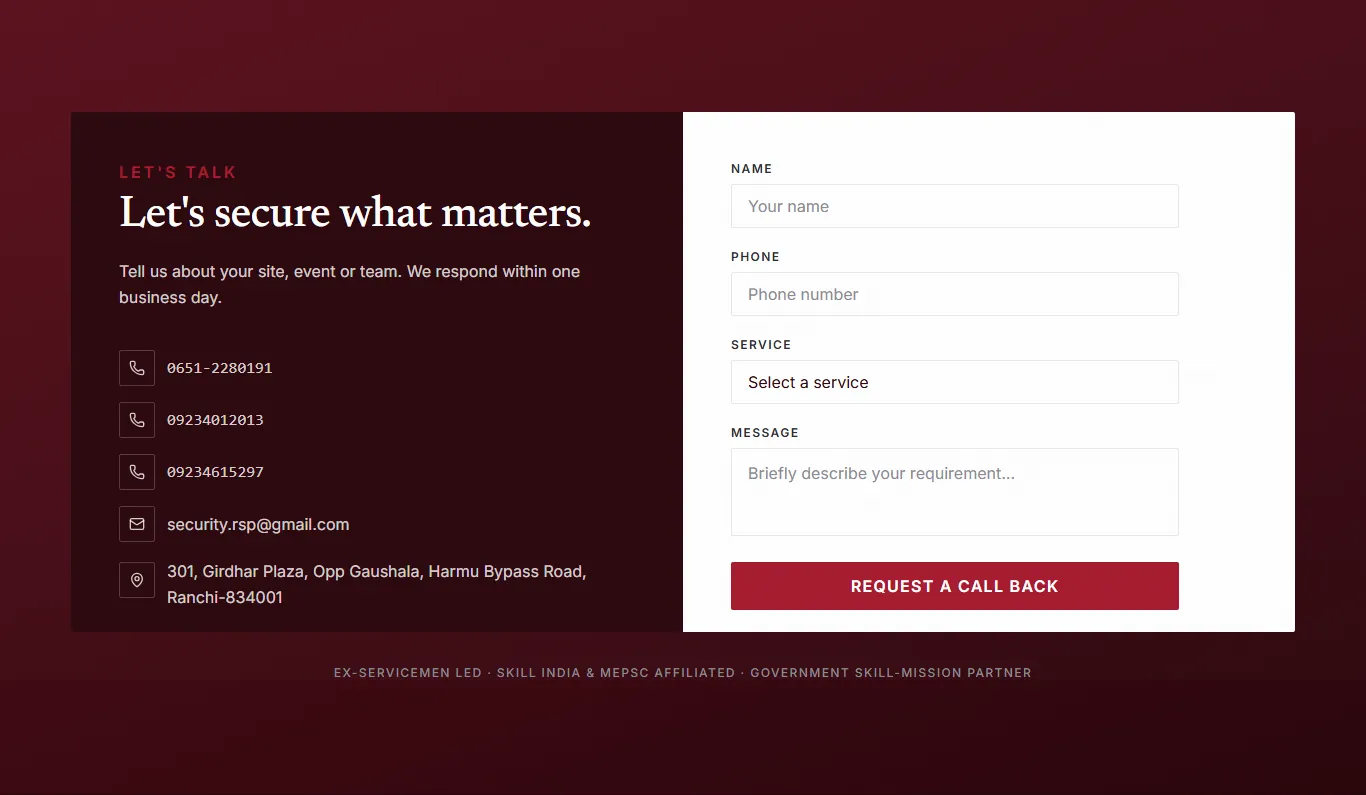 LET'S TALK
Let's secure what matters.
Tell us about your site, event or team. We respond within one
business day.
0651-2280191
09234012013
09234615297
security.rsp@gmail.com
301, Girdhar Plaza, Opp Gaushala, Harmu Bypass Road,
Ranchi-834001
NAME
Your name
PHONE
Phone number
SERVICE
Select a service
MESSAGE
Briefly describe your requirement...
REQUEST A CALL BACK
EX-SERVICEMEN LED · SKILL INDIA & MEPSC AFFILIATED · GOVERNMENT SKILL-MISSION PARTNER